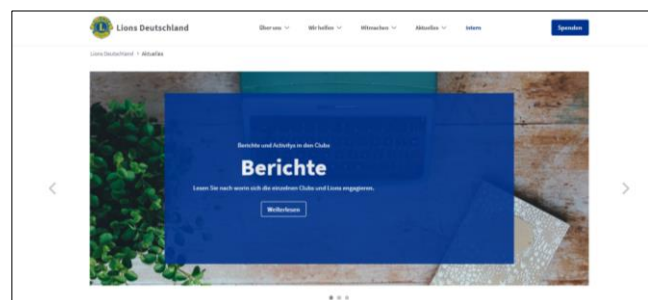 Lions Deutschland
Über uns Wir helfen Mitmachen Aktuelles Intern Spenden
Lions Deutschland > Aktuelles
Berichte und Activitys in den Clubs
Berichte
Lesen Sie nach worin sich die einzelnen Clubs und Lions engagieren.
Weiterlesen